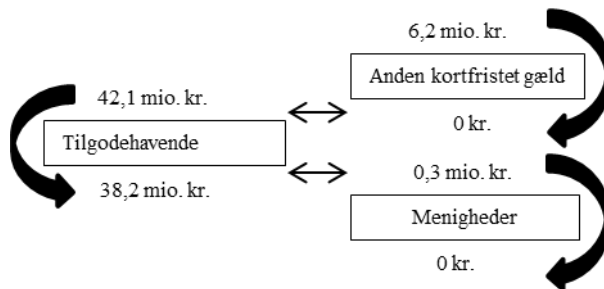 42,1 mio. kr.
Tilgodehavende
38,2 mio. kr.
6,2 mio. kr.
Anden kortfristet gæld
0 kr.
0,3 mio. kr.
Menigheder
0 kr.